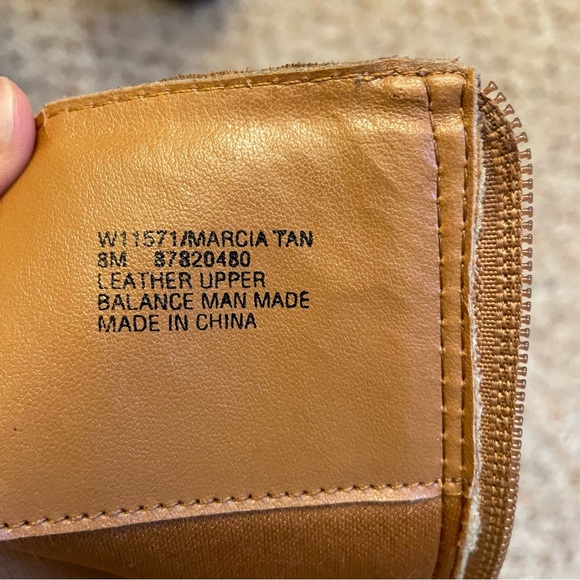 W11571/MARCIA TAN
8M 87820480
LEATHER UPPER
BALANCE MAN MADE
MADE IN CHINA